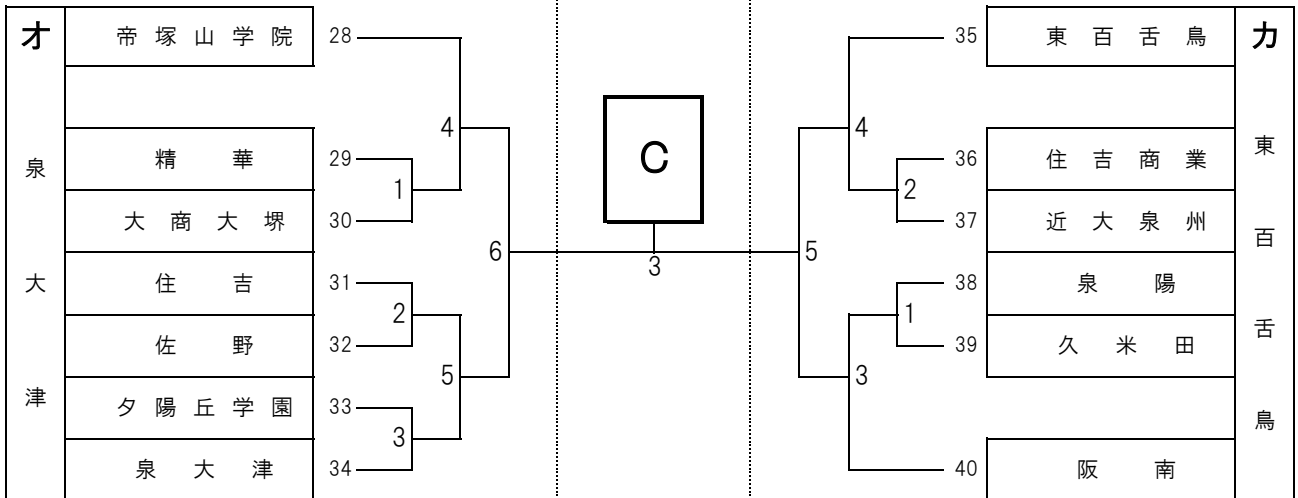 オ
泉大津
帝塚山学院 28
精華 29
大商大堺 30
住吉 31
佐野 32
夕陽丘学園 33
泉大津 34
4
1
6
2
5
3
C
3
5
4
2
1
3
35 東百舌鳥
36 住吉商業
37 近大泉州
38 泉陽
39 久米田
40 阪南
カ
東百舌鳥